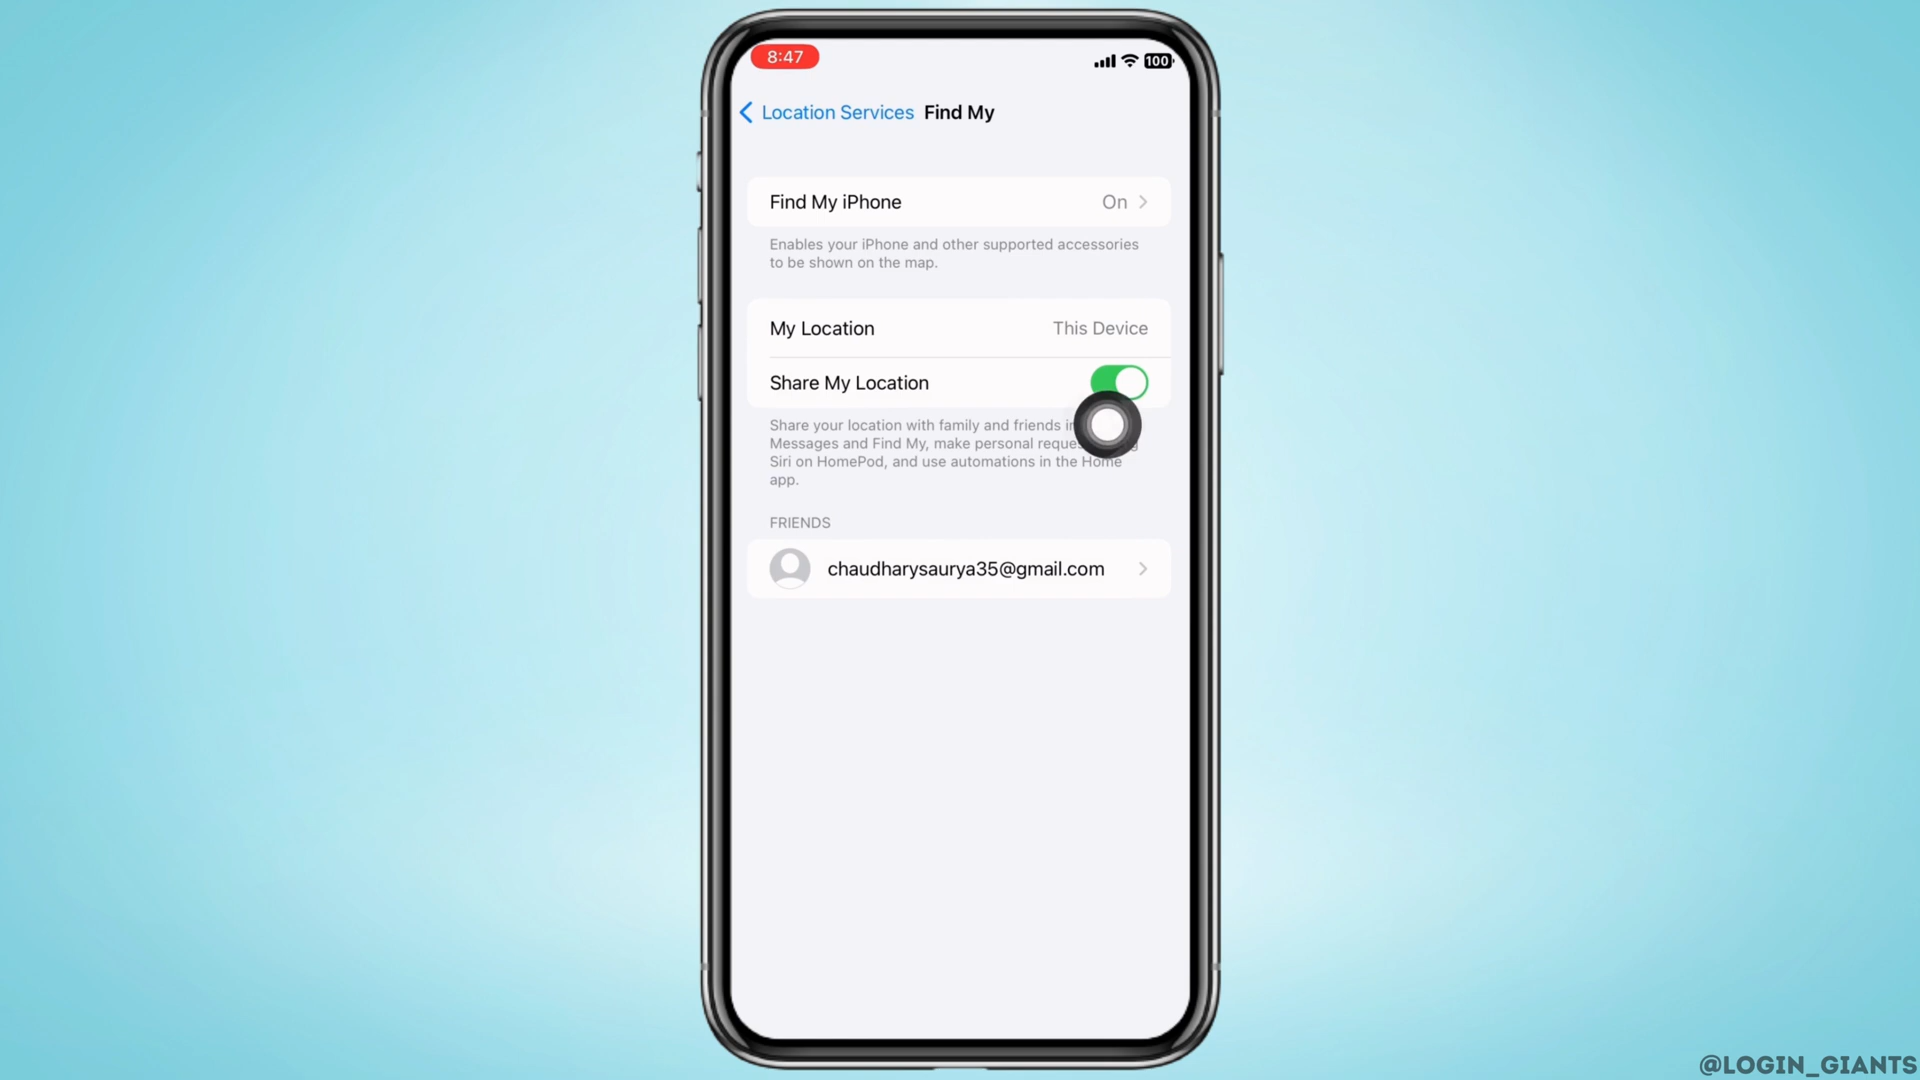 8:47
100
Location Services Find My
Find My iPhone On
Enables your iPhone and other supported accessories
to be shown on the map.
My Location This Device
Share My Location
Share your location with family and friends in
Messages and Find My, make personal
Siri on HomePod, and use automations in the Home
app.
FRIENDS
chaudharysaurya35@gmail.com
@LOGIN_GIANTS